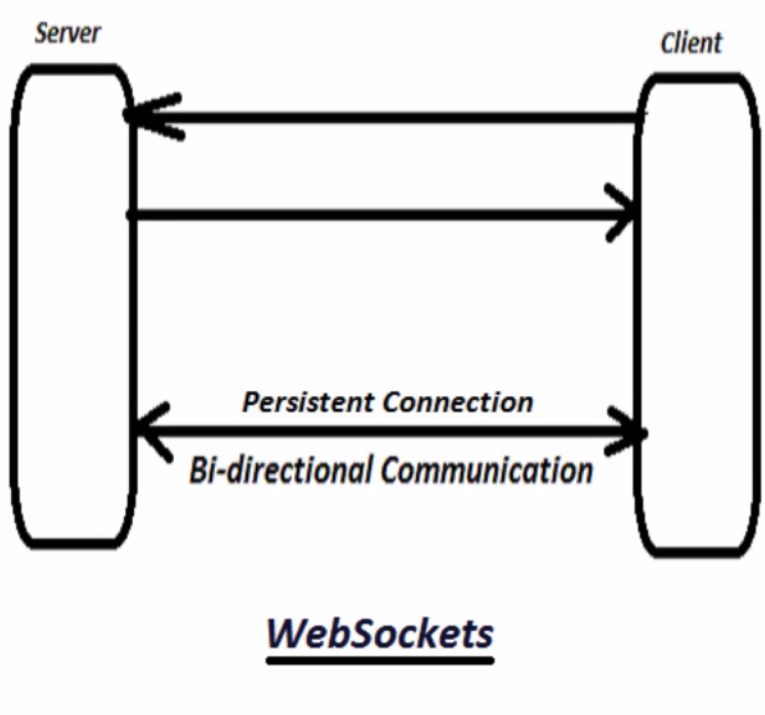 Server
Client
Persistent Connection
Bi-directional Communication
WebSockets